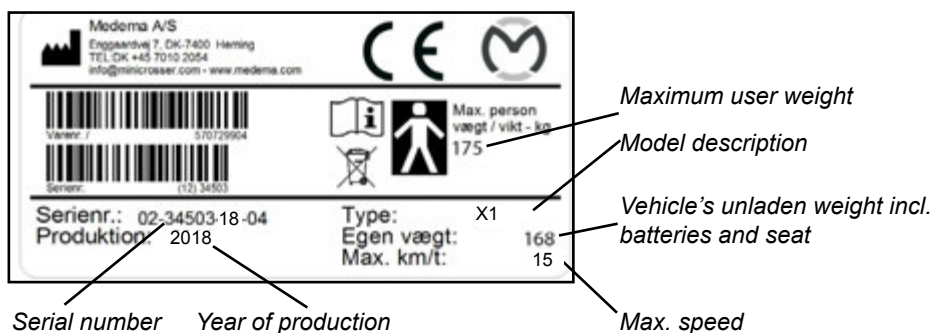 Medema A/S
Enggaardvej 7, DK-7400 Herning
TEL:DK +45 7010 2054
info@minicrosser.com - www.medema.com
CE
Varenr. / 570729904
Serienr. (12) 34503
Max. person
vægt / vikt - kg
175
Serienr.: 02-34503-18-04
Produktion: 2018
Type: X1
Egen vægt: 168
Max. km/t: 15
Maximum user weight
Model description
Vehicle's unladen weight incl.
batteries and seat
Serial number
Year of production
Max. speed